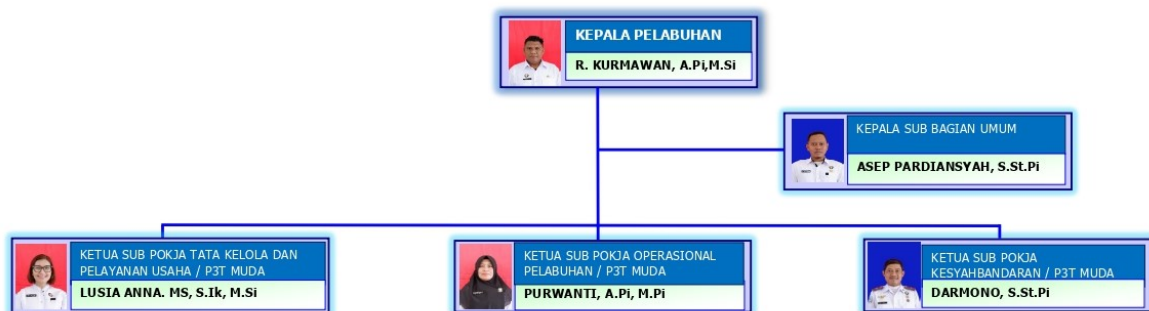 KEPALA PELABUHAN
R. KURMAWAN, A.Pi,M.Si
KEPALA SUB BAGIAN UMUM
ASEP PARDIANSYAH, S.St.Pi
KETUA SUB POKJA TATA KELOLA DAN
PELAYANAN USAHA / P3T MUDA
LUSIA ANNA. MS, S.Ik, M.Si
KETUA SUB POKJA OPERASIONAL
PELABUHAN / P3T MUDA
PURWANTI, A.Pi, M.Pi
KETUA SUB POKJA
KESYAHBANDARAN / P3T MUDA
DARMONO, S.St.Pi